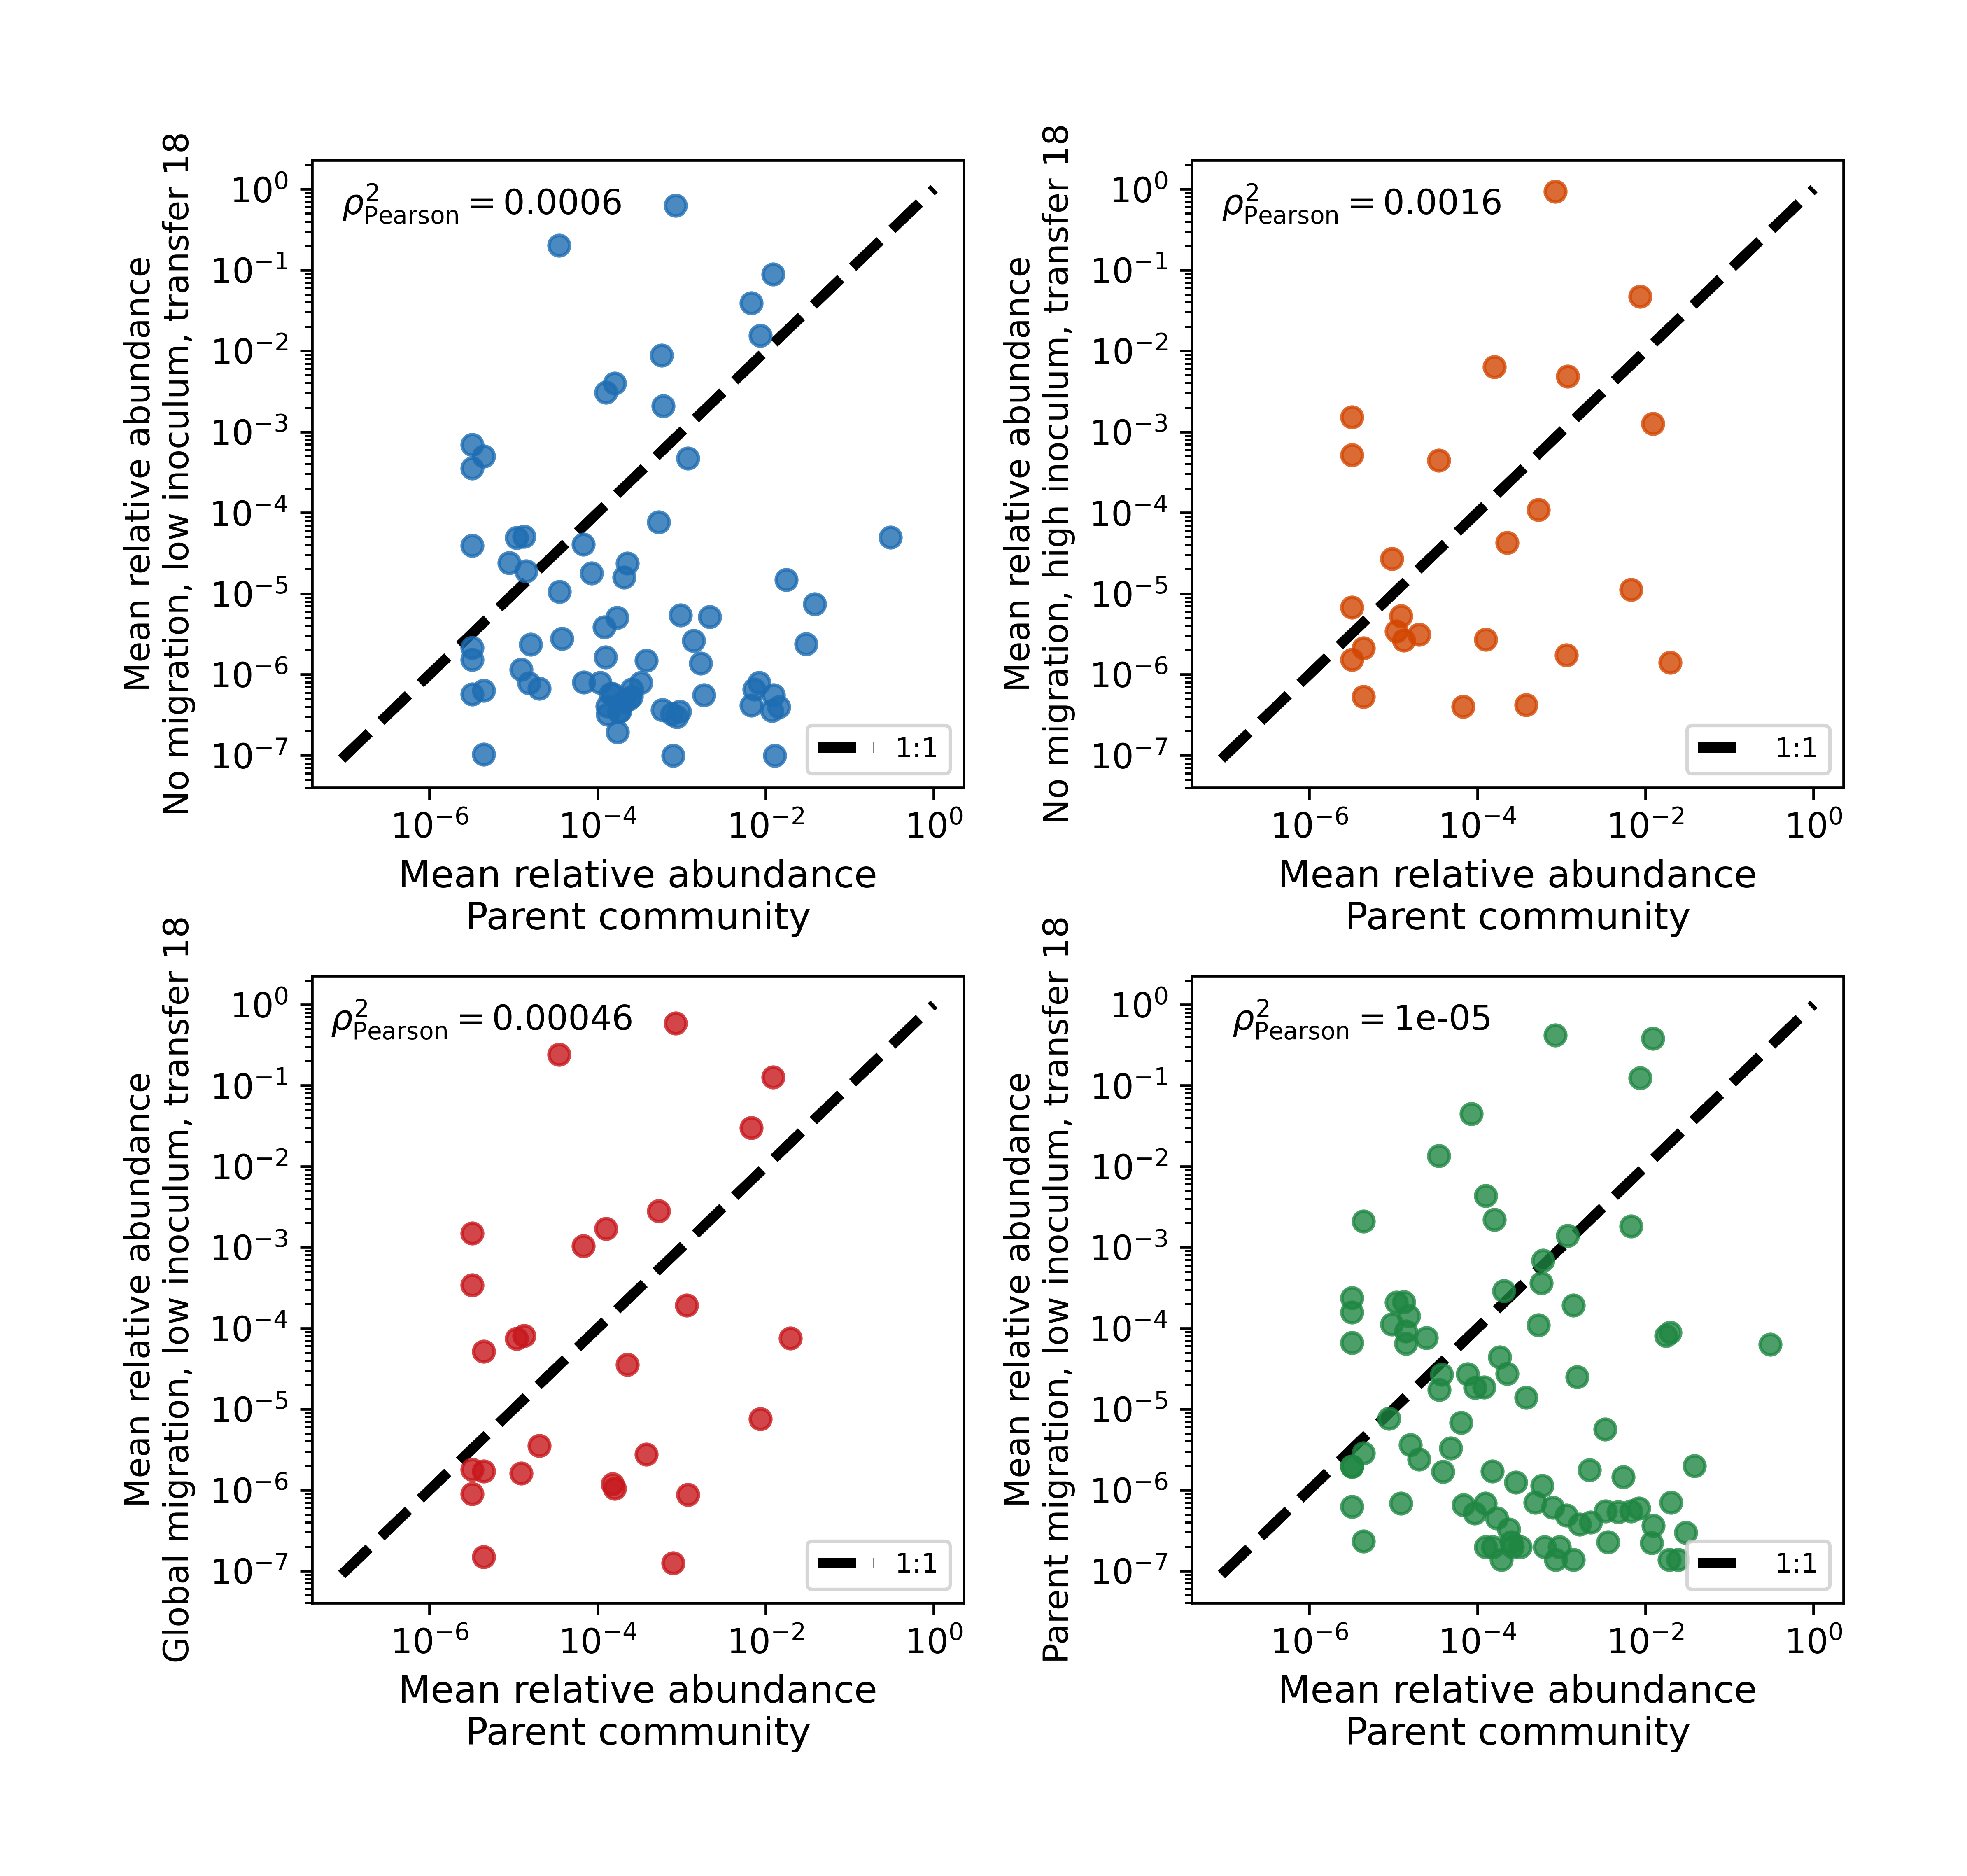 Mean relative abundance
No migration, low inoculum, transfer 18
10⁰
10⁻¹
10⁻²
10⁻³
10⁻⁴
10⁻⁵
10⁻⁶
10⁻⁷
ρ²Pearson = 0.0006
1:1
10⁻⁶ 10⁻⁴ 10⁻² 10⁰
Mean relative abundance
Parent community
Mean relative abundance
No migration, high inoculum, transfer 18
10⁰
10⁻¹
10⁻²
10⁻³
10⁻⁴
10⁻⁵
10⁻⁶
10⁻⁷
ρ²Pearson = 0.0016
1:1
10⁻⁶ 10⁻⁴ 10⁻² 10⁰
Mean relative abundance
Parent community
Mean relative abundance
Global migration, low inoculum, transfer 18
10⁰
10⁻¹
10⁻²
10⁻³
10⁻⁴
10⁻⁵
10⁻⁶
10⁻⁷
ρ²Pearson = 0.00046
1:1
10⁻⁶ 10⁻⁴ 10⁻² 10⁰
Mean relative abundance
Parent community
Mean relative abundance
Parent migration, low inoculum, transfer 18
10⁰
10⁻¹
10⁻²
10⁻³
10⁻⁴
10⁻⁵
10⁻⁶
10⁻⁷
ρ²Pearson = 1e-05
1:1
10⁻⁶ 10⁻⁴ 10⁻² 10⁰
Mean relative abundance
Parent community